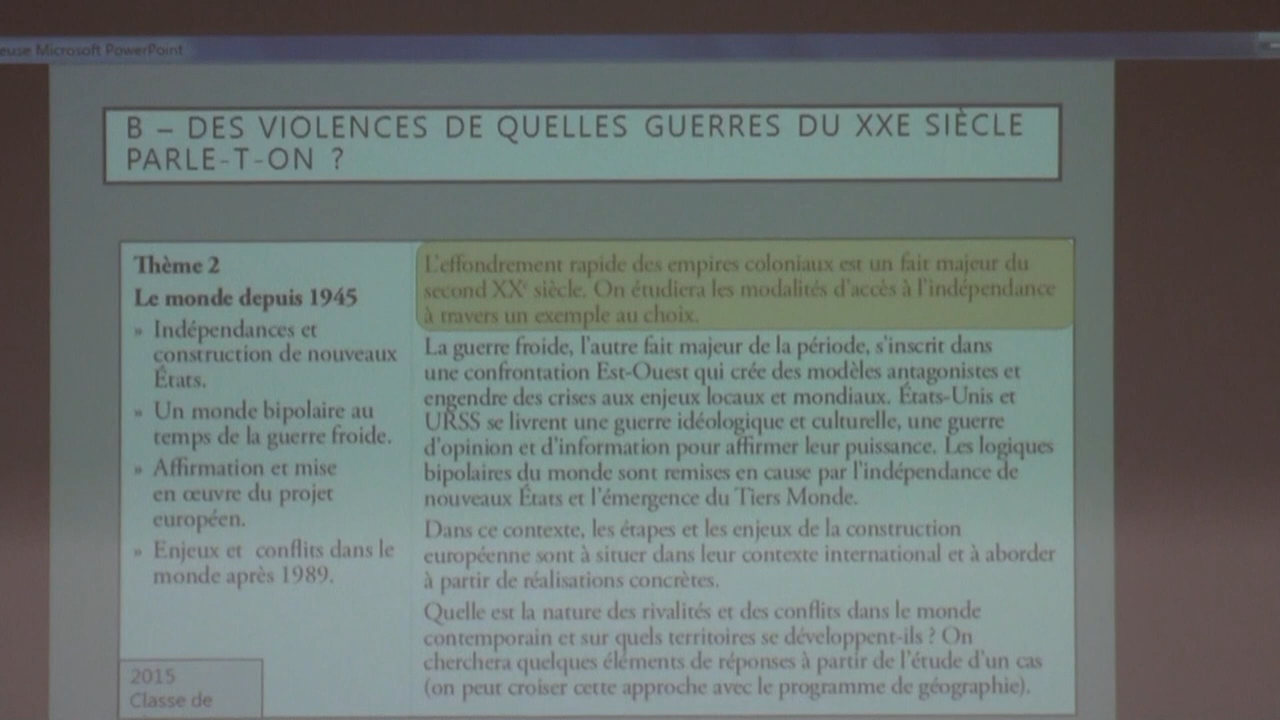 euse Microsoft PowerPoint
B – DES VIOLENCES DE QUELLES GUERRES DU XXE SIÈCLE
PARLE-T-ON ?
Thème 2
Le monde depuis 1945
» Indépendances et
construction de nouveaux
États.
» Un monde bipolaire au
temps de la guerre froide.
» Affirmation et mise
en œuvre du projet
européen.
» Enjeux et conflits dans le
monde après 1989.
2015
Classe de
L'effondrement rapide des empires coloniaux est un fait majeur du
second XXe siècle. On étudiera les modalités d'accès à l'indépendance
à travers un exemple au choix.
La guerre froide, l'autre fait majeur de la période, s'inscrit dans
une confrontation Est-Ouest qui crée des modèles antagonistes et
engendre des crises aux enjeux locaux et mondiaux. États-Unis et
URSS se livrent une guerre idéologique et culturelle, une guerre
d'opinion et d'information pour affirmer leur puissance. Les logiques
bipolaires du monde sont remises en cause par l'indépendance de
nouveaux États et l'émergence du Tiers Monde.
Dans ce contexte, les étapes et les enjeux de la construction
européenne sont à situer dans leur contexte international et à aborder
à partir de réalisations concrètes.
Quelle est la nature des rivalités et des conflits dans le monde
contemporain et sur quels territoires se développent-ils ? On
cherchera quelques éléments de réponses à partir de l'étude d'un cas
(on peut croiser cette approche avec le programme de géographie).